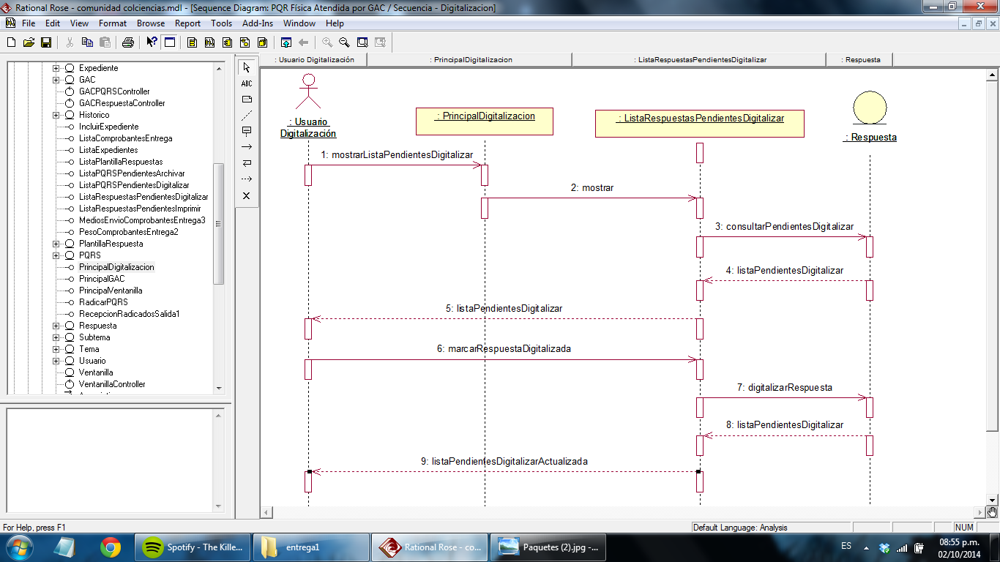 Rational Rose - comunidad colciencias.mdl - [Sequence Diagram: PQR Física Atendida por GAC / Secuencia - Digitalizacion]
File Edit View Format Browse Report Tools Add-Ins Window Help
Expediente
GAC
GACPQRSController
GACRespuestaController
Historico
IncluirExpediente
ListaComprobantesEntrega
ListaExpedientes
ListaPlantillaRespuestas
ListaPQRSPendientesArchivar
ListaPQRSPendientesDigitalizar
ListaRespuestasPendientesDigitalizar
ListaRespuestasPendientesImprimir
MediosEnvioComprobantesEntrega3
PesoComprobantesEntrega2
PlantillaRespuesta
PQRS
PrincipalDigitalizacion
PrincipalGAC
PrincipalVentanilla
RadicarPQRS
RecepcionRadicadosSalida1
Respuesta
Subtema
Tema
Usuario
Ventanilla
VentanillaController
ABC
: Usuario Digitalización : PrincipalDigitalizacion : ListaRespuestasPendientesDigitalizar : Respuesta
: Usuario
Digitalización
: PrincipalDigitalizacion
: ListaRespuestasPendientesDigitalizar
: Respuesta
1: mostrarListaPendientesDigitalizar
2: mostrar
3: consultarPendientesDigitalizar
4: listaPendientesDigitalizar
5: listaPendientesDigitalizar
6: marcarRespuestaDigitalizada
7: digitalizarRespuesta
8: listaPendientesDigitalizar
9: listaPendientesDigitalizarActualizada
For Help, press F1
Default Language: Analysis
NUM
Spotify - The Kille...
entrega1
Rational Rose - co...
Paquetes (2).jpg -...
ES
08:55 p.m.
02/10/2014